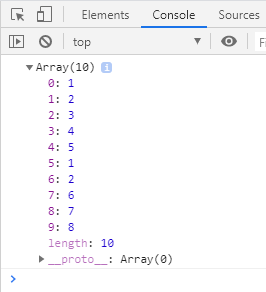 Elements Console Sources
top
Array(10) i
0: 1
1: 2
2: 3
3: 4
4: 5
5: 1
6: 2
7: 6
8: 7
9: 8
length: 10
__proto__: Array(0)